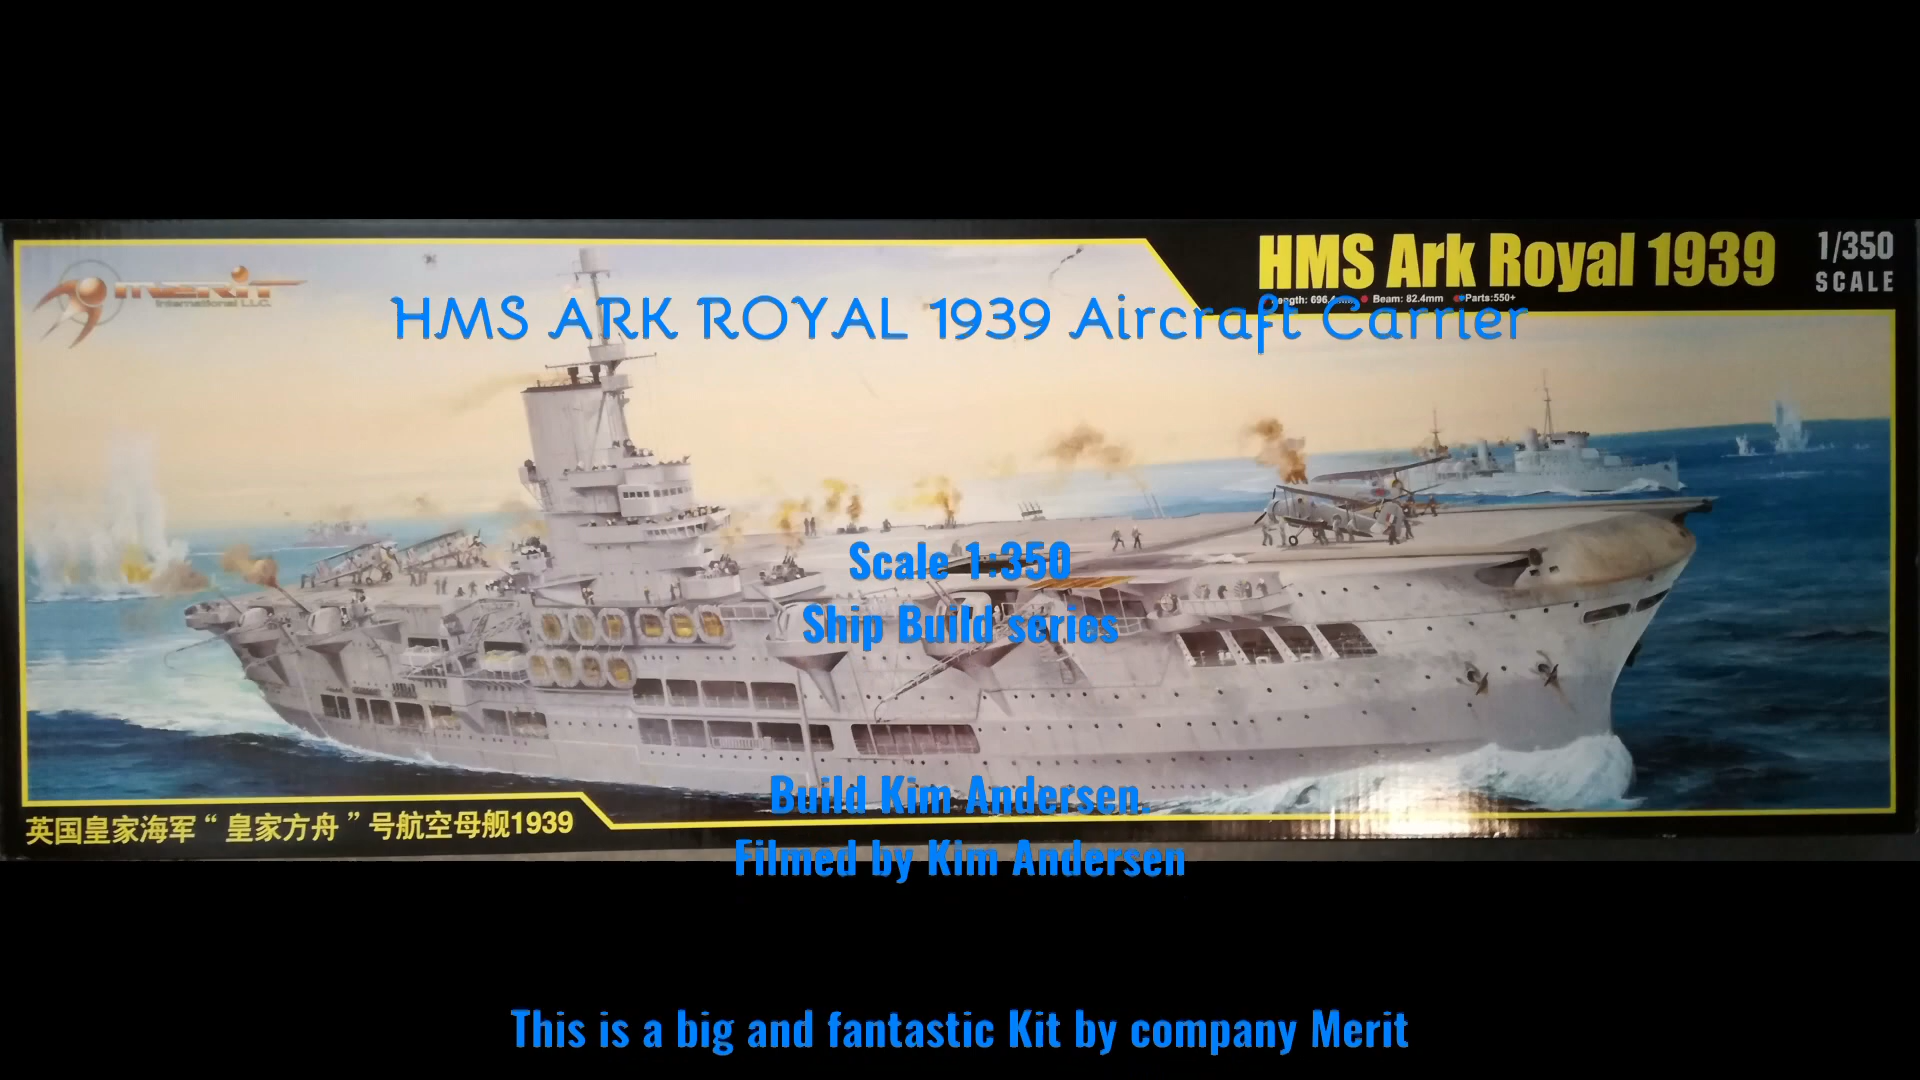 HMS Ark Royal 1939
1/350
SCALE
merit
International LLC.
Beam: 82.4mm
Parts:550+
HMS ARK ROYAL 1939 Aircraft Carrier
Scale 1:350
Ship Build series
Build Kim Andersen.
英国皇家海军“皇家方舟”号航空母舰1939
Filmed by Kim Andersen
This is a big and fantastic Kit by company Merit